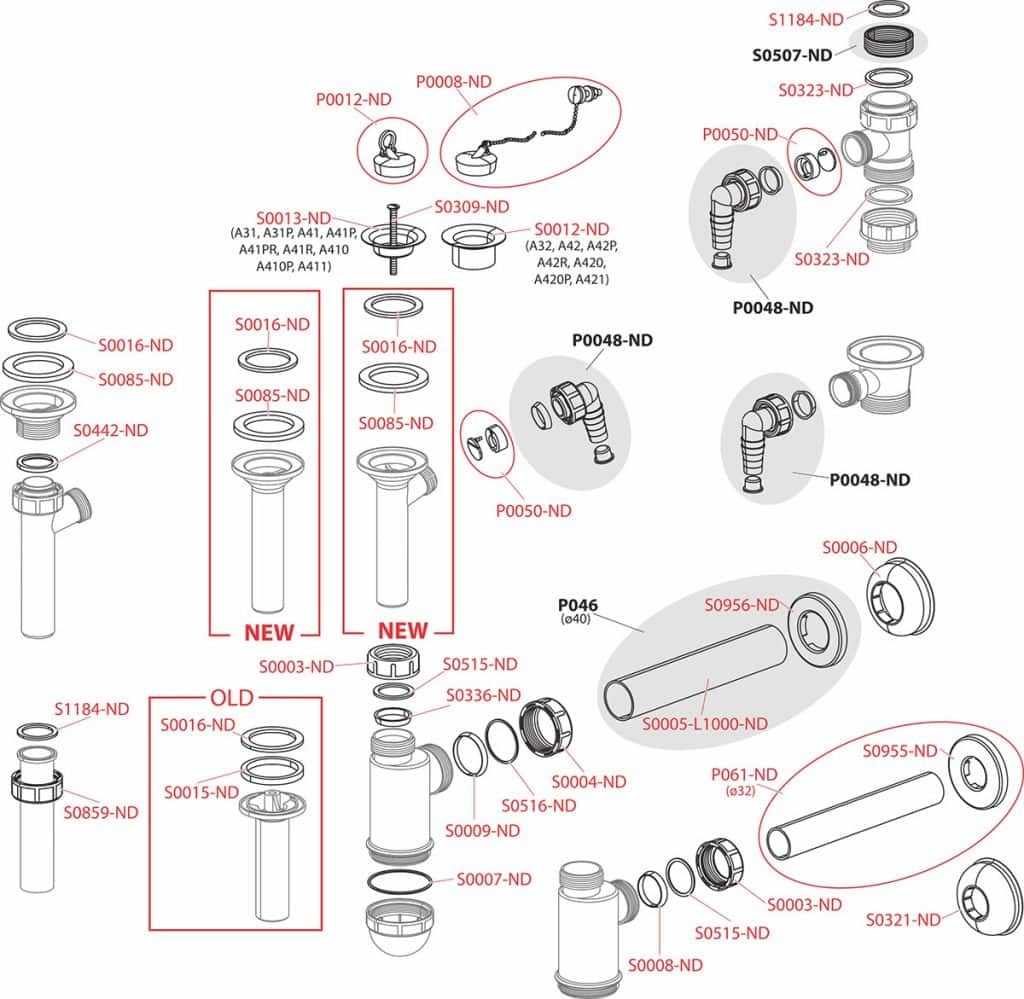 S1184-ND
S0507-ND
S0323-ND
P0008-ND
P0012-ND
P0050-ND
S0309-ND
S0013-ND
(A31, A31P, A41, A41P,
A41PR, A41R, A410
A410P, A411)
S0012-ND
(A32, A42, A42P,
A42R, A420,
A420P, A421)
S0323-ND
P0048-ND
S0016-ND
S0016-ND
S0016-ND
P0048-ND
S0085-ND
S0085-ND
S0085-ND
S0442-ND
P0048-ND
P0050-ND
S0006-ND
P046
(ø40)
S0956-ND
NEW
NEW
S0003-ND
S0515-ND
S0336-ND
OLD
S1184-ND
S0016-ND
S0005-L1000-ND
S0955-ND
S0015-ND
S0004-ND
P061-ND
(ø32)
S0516-ND
S0859-ND
S0009-ND
S0007-ND
S0003-ND
S0321-ND
S0515-ND
S0008-ND